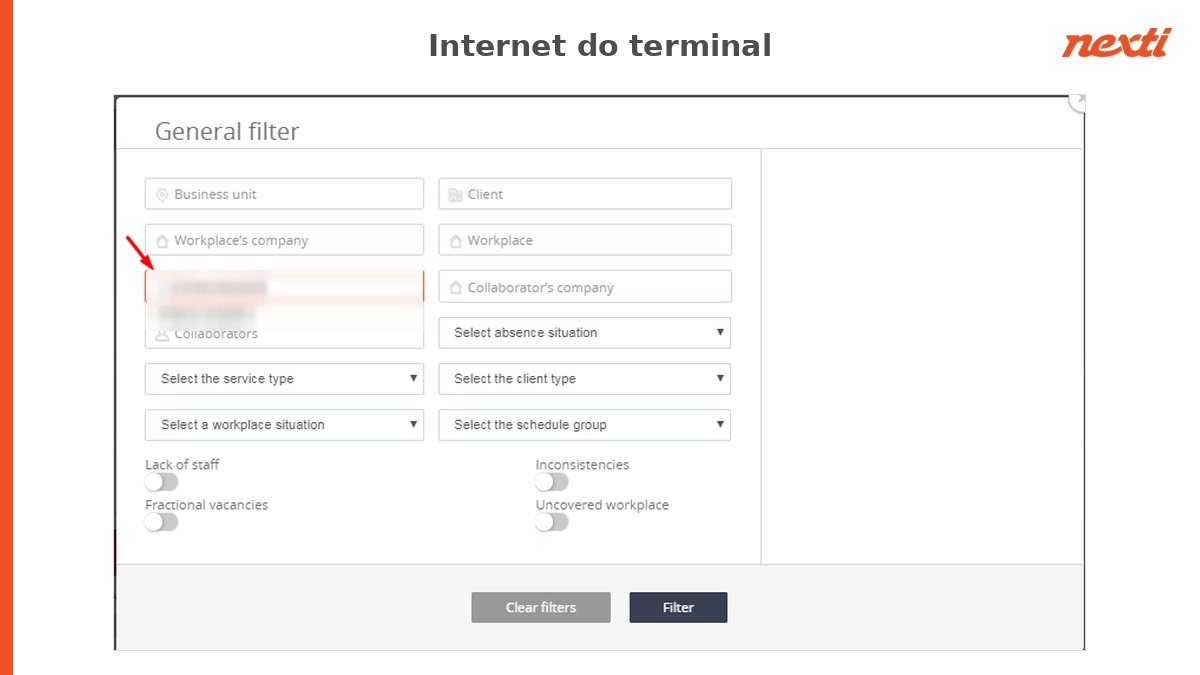 Internet do terminal
nexti
General filter
Business unit
Client
Workplace's company
Workplace
Collaborator's company
Collaborators
Select absence situation
Select the service type
Select the client type
Select a workplace situation
Select the schedule group
Lack of staff
Inconsistencies
Fractional vacancies
Uncovered workplace
Clear filters
Filter